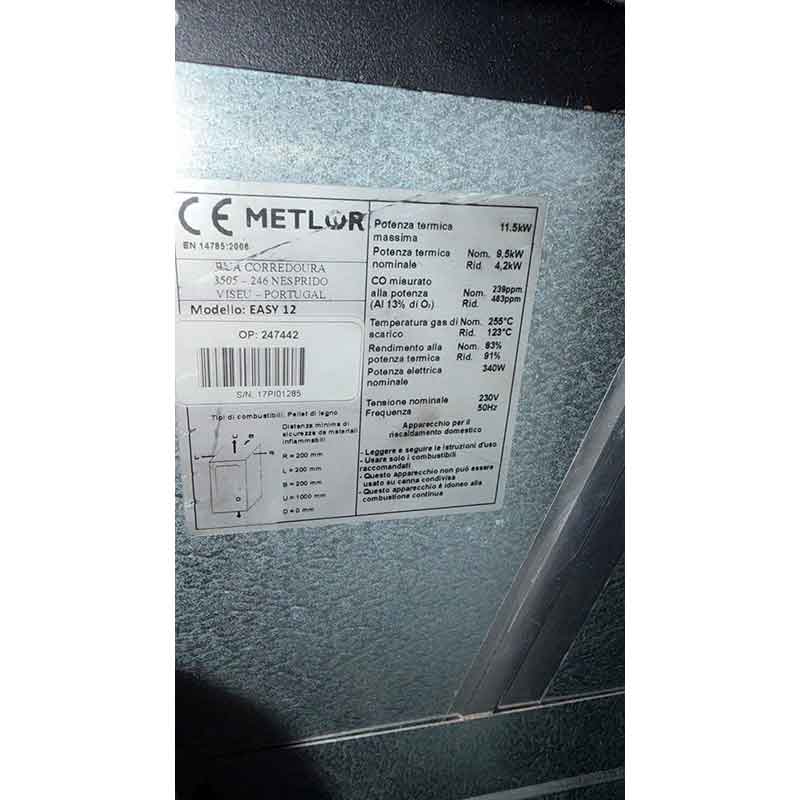 CE METLOR
EN 14785:2006
RUA CORREDOURA
3505 – 246 NESPRIDO
VISEU – PORTUGAL
Modello: EASY 12
OP: 247442
S/N: 17PI01285
Tipi di combustibili: Pellet di legno
Distanza minima di
sicurezza da materiali
infiammabili
U B
L R
D
R = 200 mm
L = 200 mm
B = 200 mm
U = 1000 mm
D = 0 mm
Potenza termica massima 11.5kW
Potenza termica nominale Nom. 9,5kW
Rid. 4,2kW
CO misurato
alla potenza Nom. 239ppm
(Al 13% di O₂) Rid. 483ppm
Temperatura gas di Nom. 255°C
scarico Rid. 123°C
Rendimento alla Nom. 83%
potenza termica Rid. 91%
Potenza elettrica 340W
nominale
Tensione nominale 230V
Frequenza 50Hz
Apparecchio per il
riscaldamento domestico
- Leggere e seguire le istruzioni d'uso
- Usare solo i combustibili
raccomandati
- Questo apparecchio non può essere
usato su canna condivisa
- Questo apparecchio è idoneo alla
combustione continua